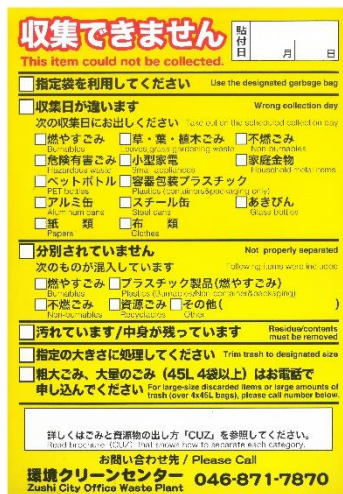 収集できません
貼付日 月 日
This item could not be collected.
指定袋を利用してください Use the designated garbage bag
収集日が違います Wrong collection day
次の収集日にお出しください Take out on the scheduled collection day
燃やすごみ 草・葉・植木ごみ 不燃ごみ
Burnables Leaves, grass, gardening waste Non-burnables
危険有害ごみ 小型家電 家庭金物
Hazardous waste Small appliances Household metal items
ペットボトル 容器包装プラスチック
PET bottles Plastics (containers&packaging only)
アルミ缶 スチール缶 あきびん
Aluminum cans Steel cans Glass bottles
紙 類 布 類
Papers Clothes
分別されていません Not properly separated
次のものが混入しています Following items were included
燃やすごみ プラスチック製品(燃やすごみ)
Burnables Plastics (Burnables&Non-container&packaging)
不燃ごみ 資源ごみ その他( )
Non-burnables Recyclables Other
汚れています/中身が残っています Residue/contents must be removed
指定の大きさに処理してください Trim trash to designated size
粗大ごみ、大量のごみ(45L 4袋以上)はお電話で
申し込んでください For large-size discarded items or large amounts of trash (over 4x45L bags), please call number below.
詳しくはごみと資源物の出し方「CUZ」を参照してください。
Read brochure (CUZ) that shows how to separate each category.
お問い合わせ先 / Please Call
環境クリーンセンター 046-871-7870
Zushi City Office Waste Plant